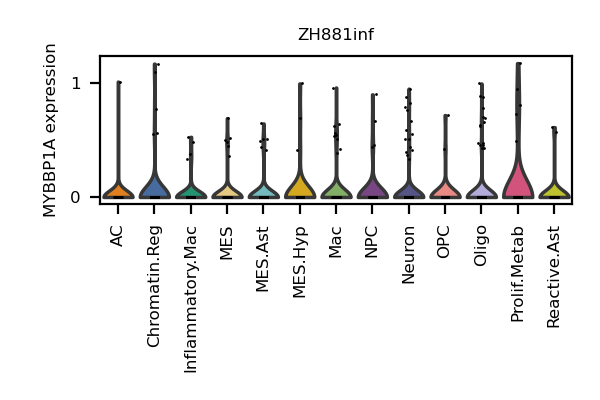 ZH881inf
MYBBP1A expression
1
0
AC
Chromatin.Reg
Inflammatory.Mac
MES
MES.Ast
MES.Hyp
Mac
NPC
Neuron
OPC
Oligo
Prolif.Metab
Reactive.Ast